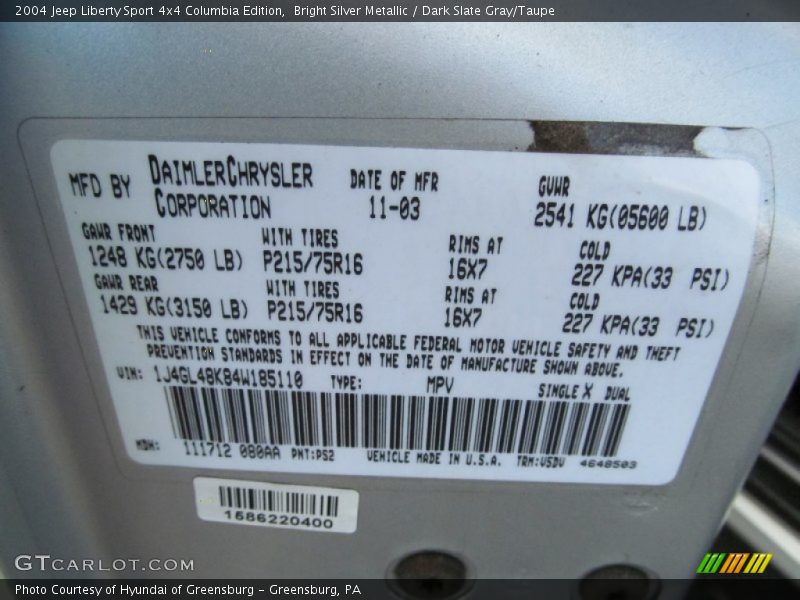 2004 Jeep Liberty Sport 4x4 Columbia Edition,  Bright Silver Metallic / Dark Slate Gray/Taupe
MFD BY DAIMLERCHRYSLER CORPORATION DATE OF MFR 11-03 GVWR 2541 KG(05600 LB)
GAWR FRONT WITH TIRES RIMS AT COLD
1248 KG(2750 LB) P215/75R16 16X7 227 KPA(33 PSI)
GAWR REAR WITH TIRES RIMS AT COLD
1429 KG(3150 LB) P215/75R16 16X7 227 KPA(33 PSI)
THIS VEHICLE CONFORMS TO ALL APPLICABLE FEDERAL MOTOR VEHICLE SAFETY AND THEFT
PREVENTION STANDARDS IN EFFECT ON THE DATE OF MANUFACTURE SHOWN ABOVE.
VIN: 1J4GL48K84W185110 TYPE: MPV SINGLE X DUAL
MDH: 111712 080AA PNT:PS2 VEHICLE MADE IN U.S.A. TRM:U5DV 4648503
1686220400
GTCARLOT.COM
Photo Courtesy of Hyundai of Greensburg – Greensburg, PA